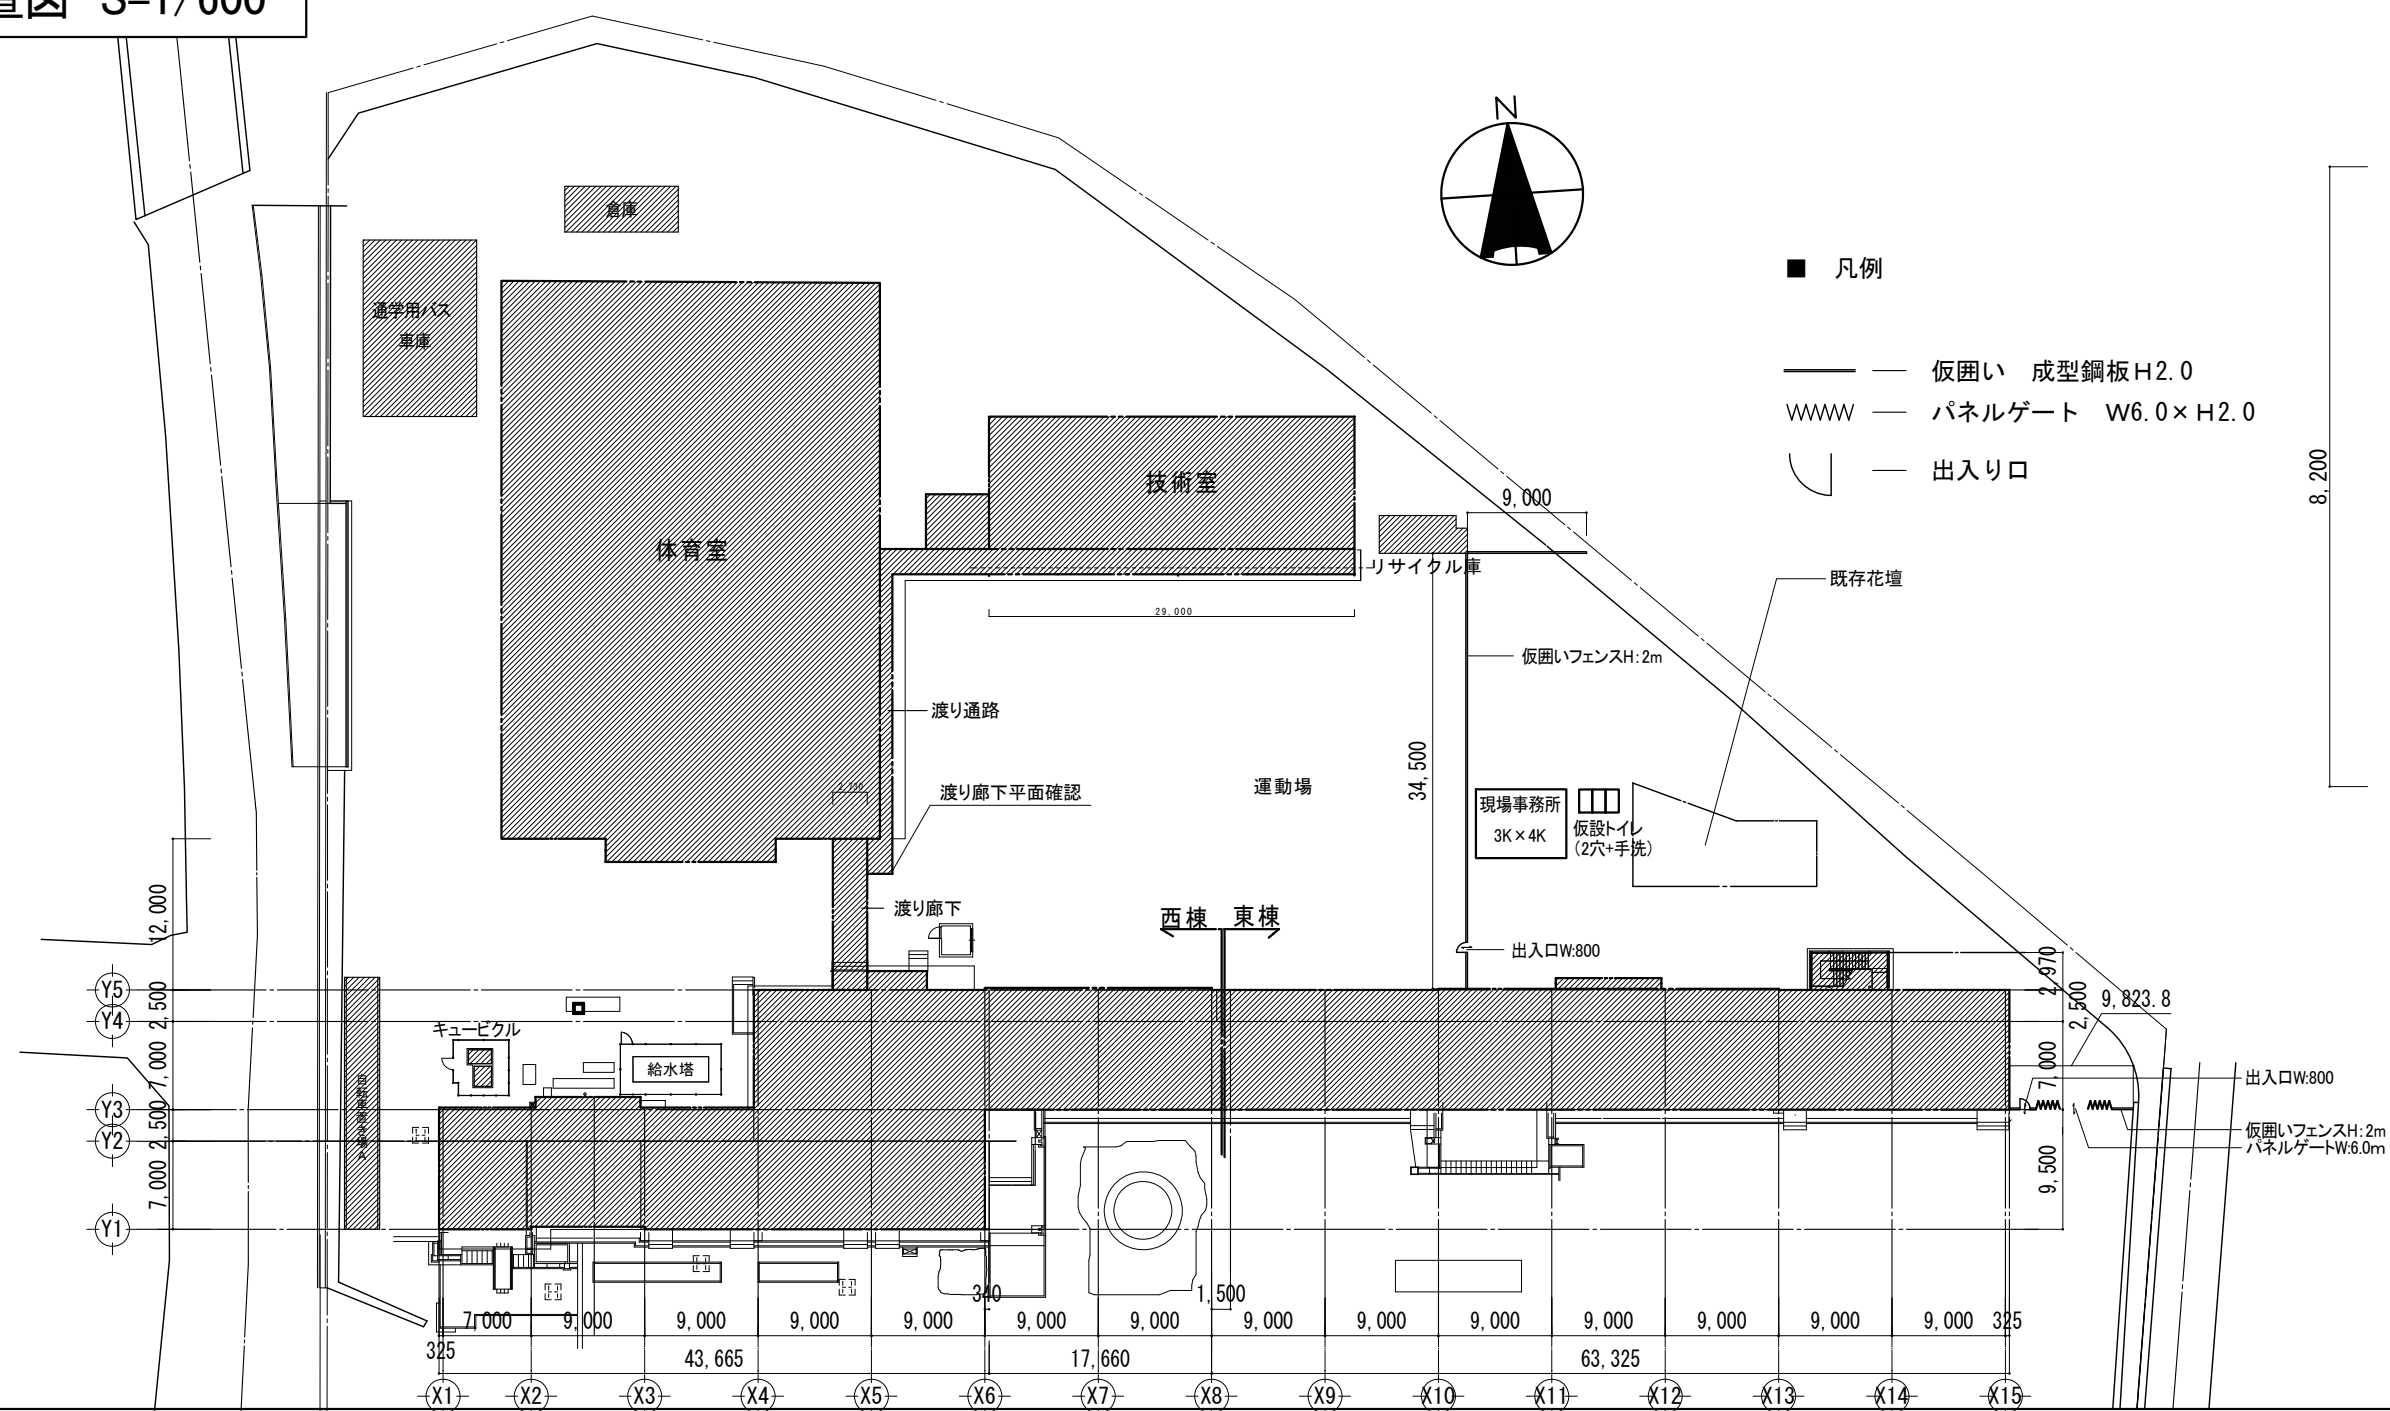 置図 S=1/600
N
■ 凡例
仮囲い 成型鋼板H2.0
パネルゲート W6.0×H2.0
出入り口
8,200
倉庫
通学用バス
車庫
技術室
体育室
9,000
リサイクル庫
既存花壇
29,000
仮囲いフェンスH:2m
渡り通路
34,500
運動場
2,730
渡り廊下平面確認
現場事務所
3K×4K
仮設トイレ
(2穴+手洗)
12,000
渡り廊下
西棟 東棟
出入口W:800
2,970
Y5
2,500
2,500
9,823.8
Y4
キュービクル
給水塔
7,000
7,000
出入口W:800
Y3
2,500
仮囲いフェンスH:2m
Y2
パネルゲートW:6.0m
7,000
9,500
Y1
340
1,500
7,000 9,000 9,000 9,000 9,000 9,000 9,000 9,000 9,000 9,000 9,000 9,000 9,000 9,000 325
325
43,665 17,660 63,325
X1 X2 X3 X4 X5 X6 X7 X8 X9 X10 X11 X12 X13 X14 X15